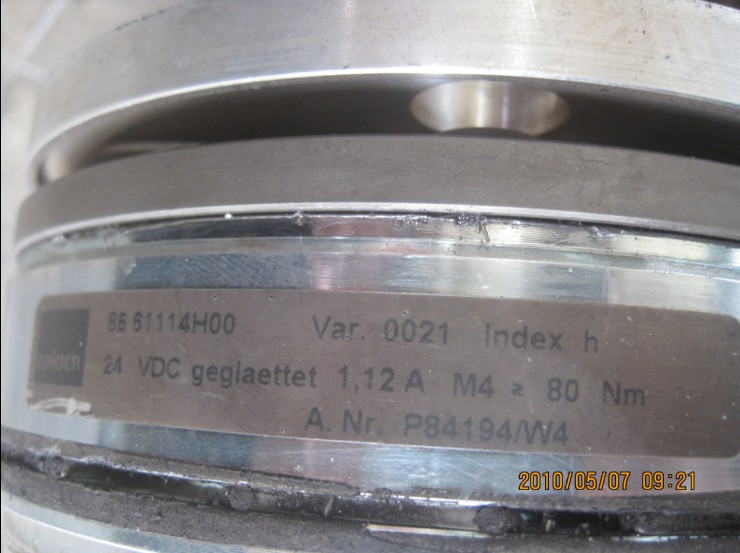 86 61114H00 Var. 0021 Index h
BINDER
24 VDC geglaettet 1,12 A M4 ≥ 80 Nm
A. Nr. P84194/W4
2010/05/07 09:21